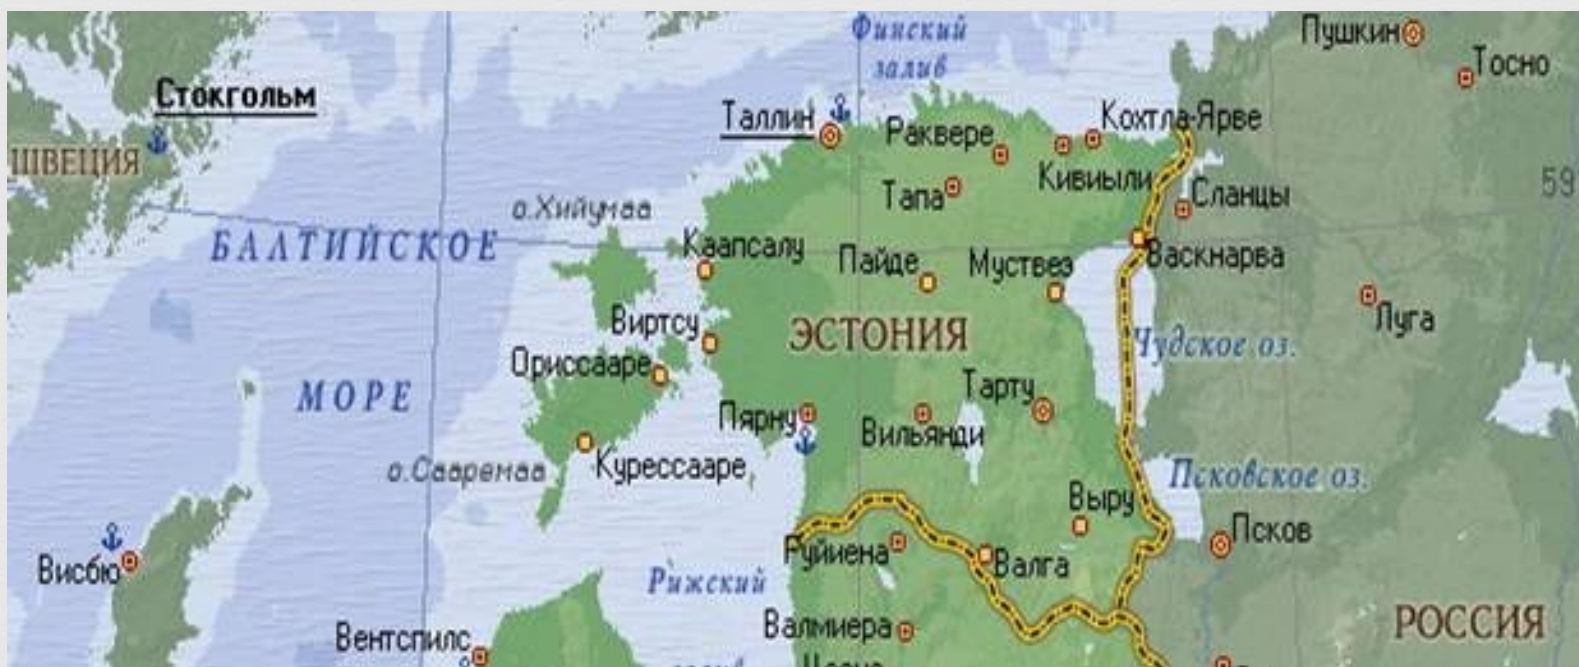 Финский
залив
Пушкин
Тосно
Стокгольм
Таллин
Раквере
Кохтла-Ярве
ШВЕЦИЯ
Кивиыли
Тапа
Сланцы
59
о.Хийумаа
БАЛТИЙСКОЕ
Каапсалу
Пайде
Муствеэ
Васкнарва
Виртсу
ЭСТОНИЯ
Луга
Чудское оз.
Ориссааре
МОРЕ
Тарту
Пярну
Вильянди
о.Сааремаа
Курессааре
Псковское оз.
Выру
Псков
Висбю
Руйиена
Валга
Рижский
Вентспилс
Валмиера
РОССИЯ